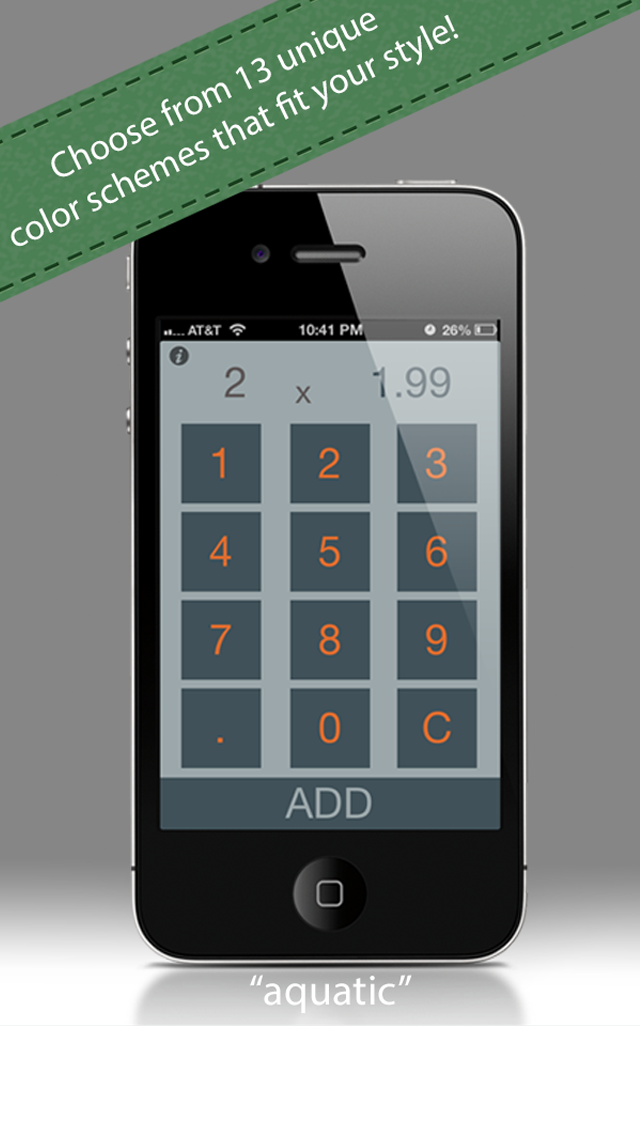 Choose from 13 unique
color schemes that fit your style!
AT&T 10:41 PM 26%
i
2 x 1.99
1 2 3
4 5 6
7 8 9
. 0 C
ADD
“aquatic”